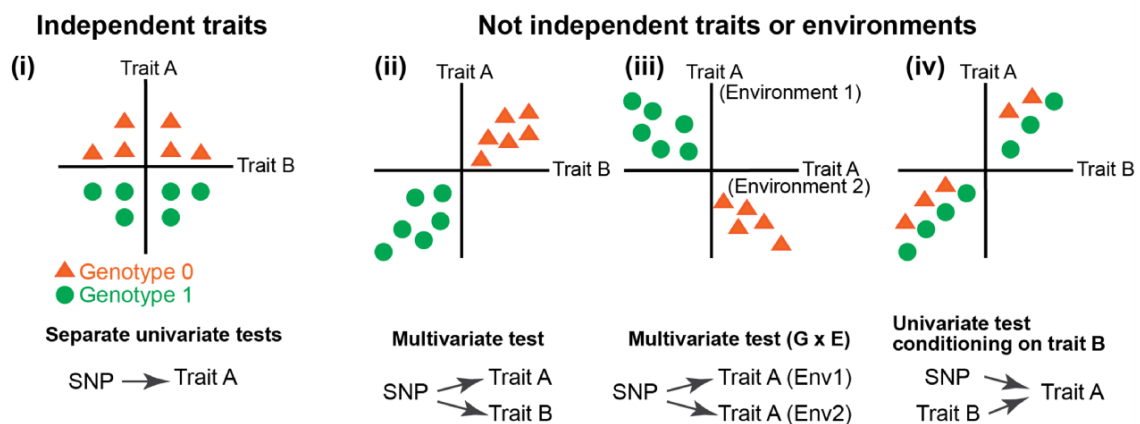 Independent traits
Not independent traits or environments
(i)
Trait A
Trait B
Genotype 0
Genotype 1
Separate univariate tests
SNP
Trait A
(ii)
Trait A
Trait B
Multivariate test
SNP
Trait A
Trait B
(iii)
Trait A
(Environment 1)
Trait A
(Environment 2)
Multivariate test (G x E)
SNP
Trait A (Env1)
Trait A (Env2)
(iv)
Trait A
Trait B
Univariate test
conditioning on trait B
SNP
Trait B
Trait A